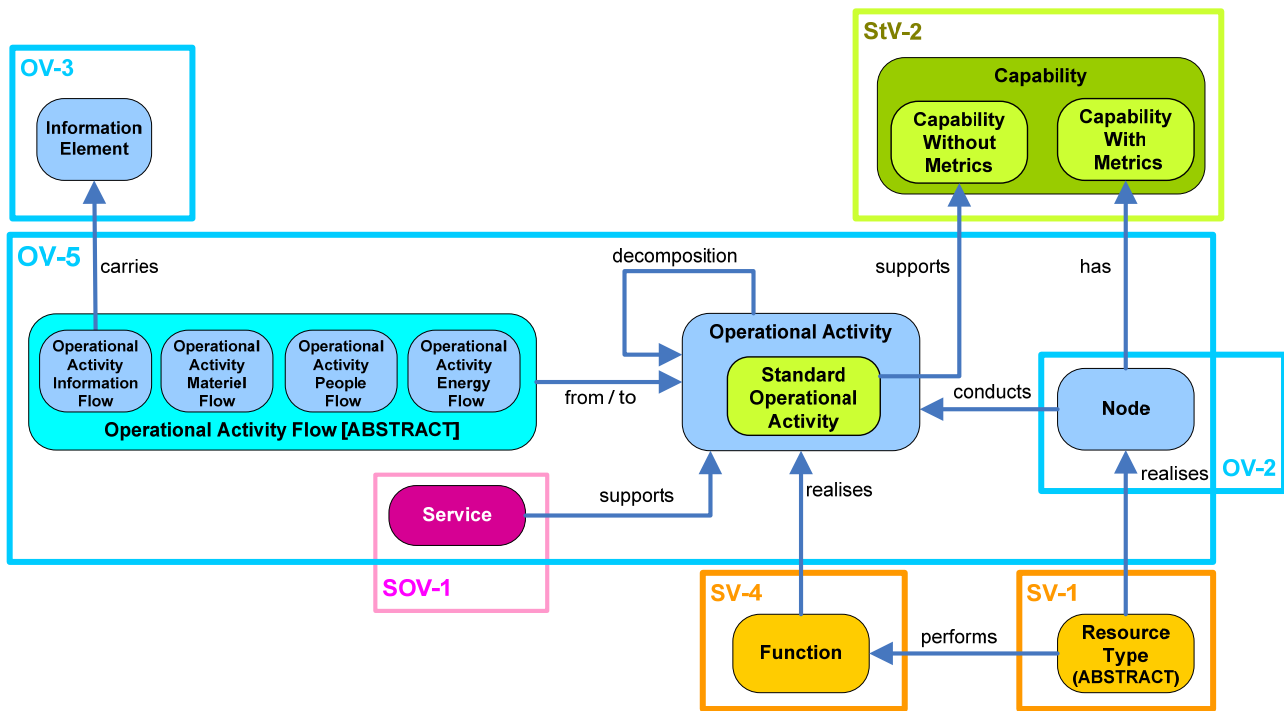 StV-2
OV-3
Capability
Information
Element
Capability
Without
Metrics
Capability
With
Metrics
OV-5
carries
decomposition
supports
has
Operational
Activity
Information
Flow
Operational
Activity
Materiel
Flow
Operational
Activity
People
Flow
Operational
Activity
Energy
Flow
Operational Activity Flow [ABSTRACT]
from / to
Operational Activity
Standard
Operational
Activity
conducts
Node
OV-2
realises
Service
supports
realises
SOV-1
SV-4
SV-1
Function
performs
Resource
Type
(ABSTRACT)